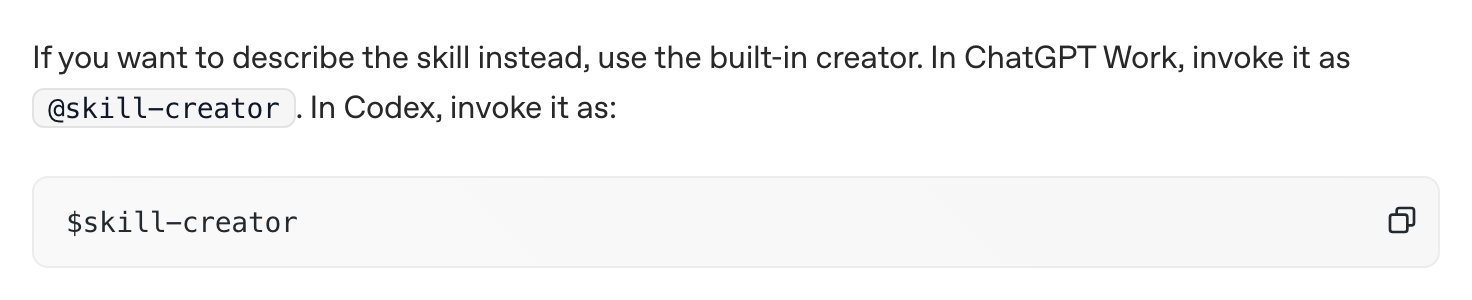 If you want to describe the skill instead, use the built-in creator. In ChatGPT Work, invoke it as
@skill-creator. In Codex, invoke it as:
$skill-creator